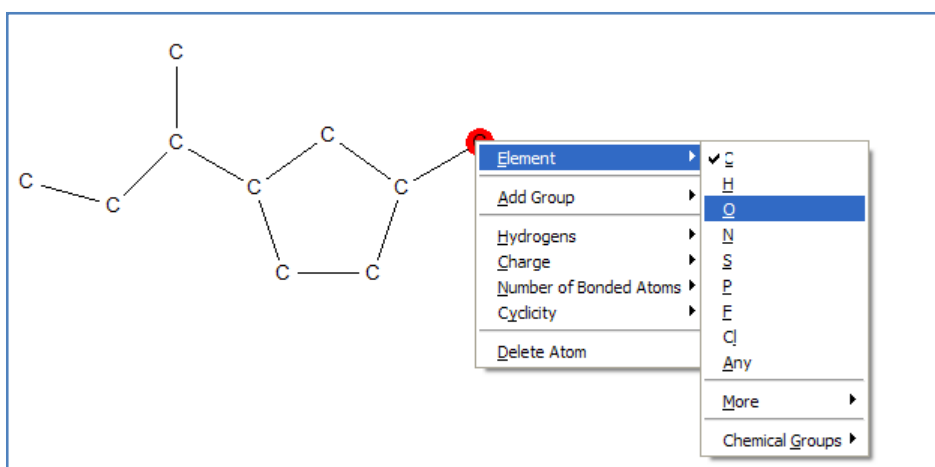 C
C
C
C
C
C
C
C
C
C
C
Element
Add Group
Hydrogens
Charge
Number of Bonded Atoms
Cyclicity
Delete Atom
C
H
O
N
S
P
F
Cl
Any
More
Chemical Groups